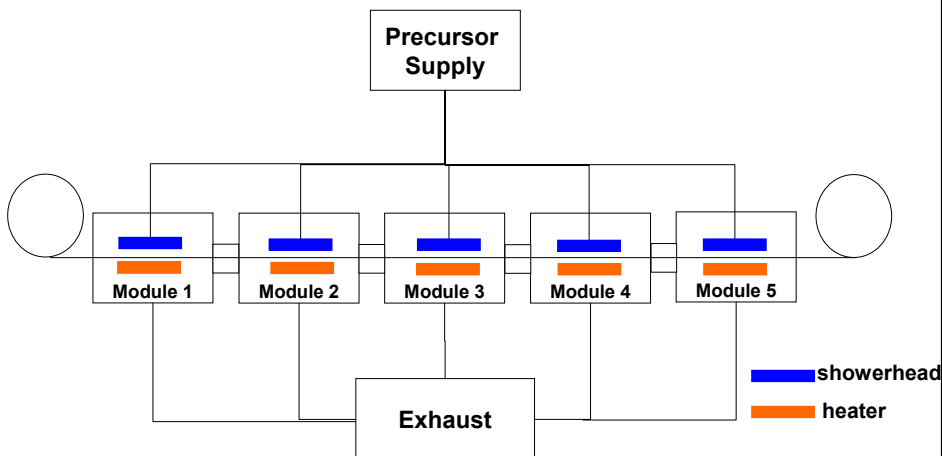 Precursor
Supply
Module 1
Module 2
Module 3
Module 4
Module 5
showerhead
heater
Exhaust